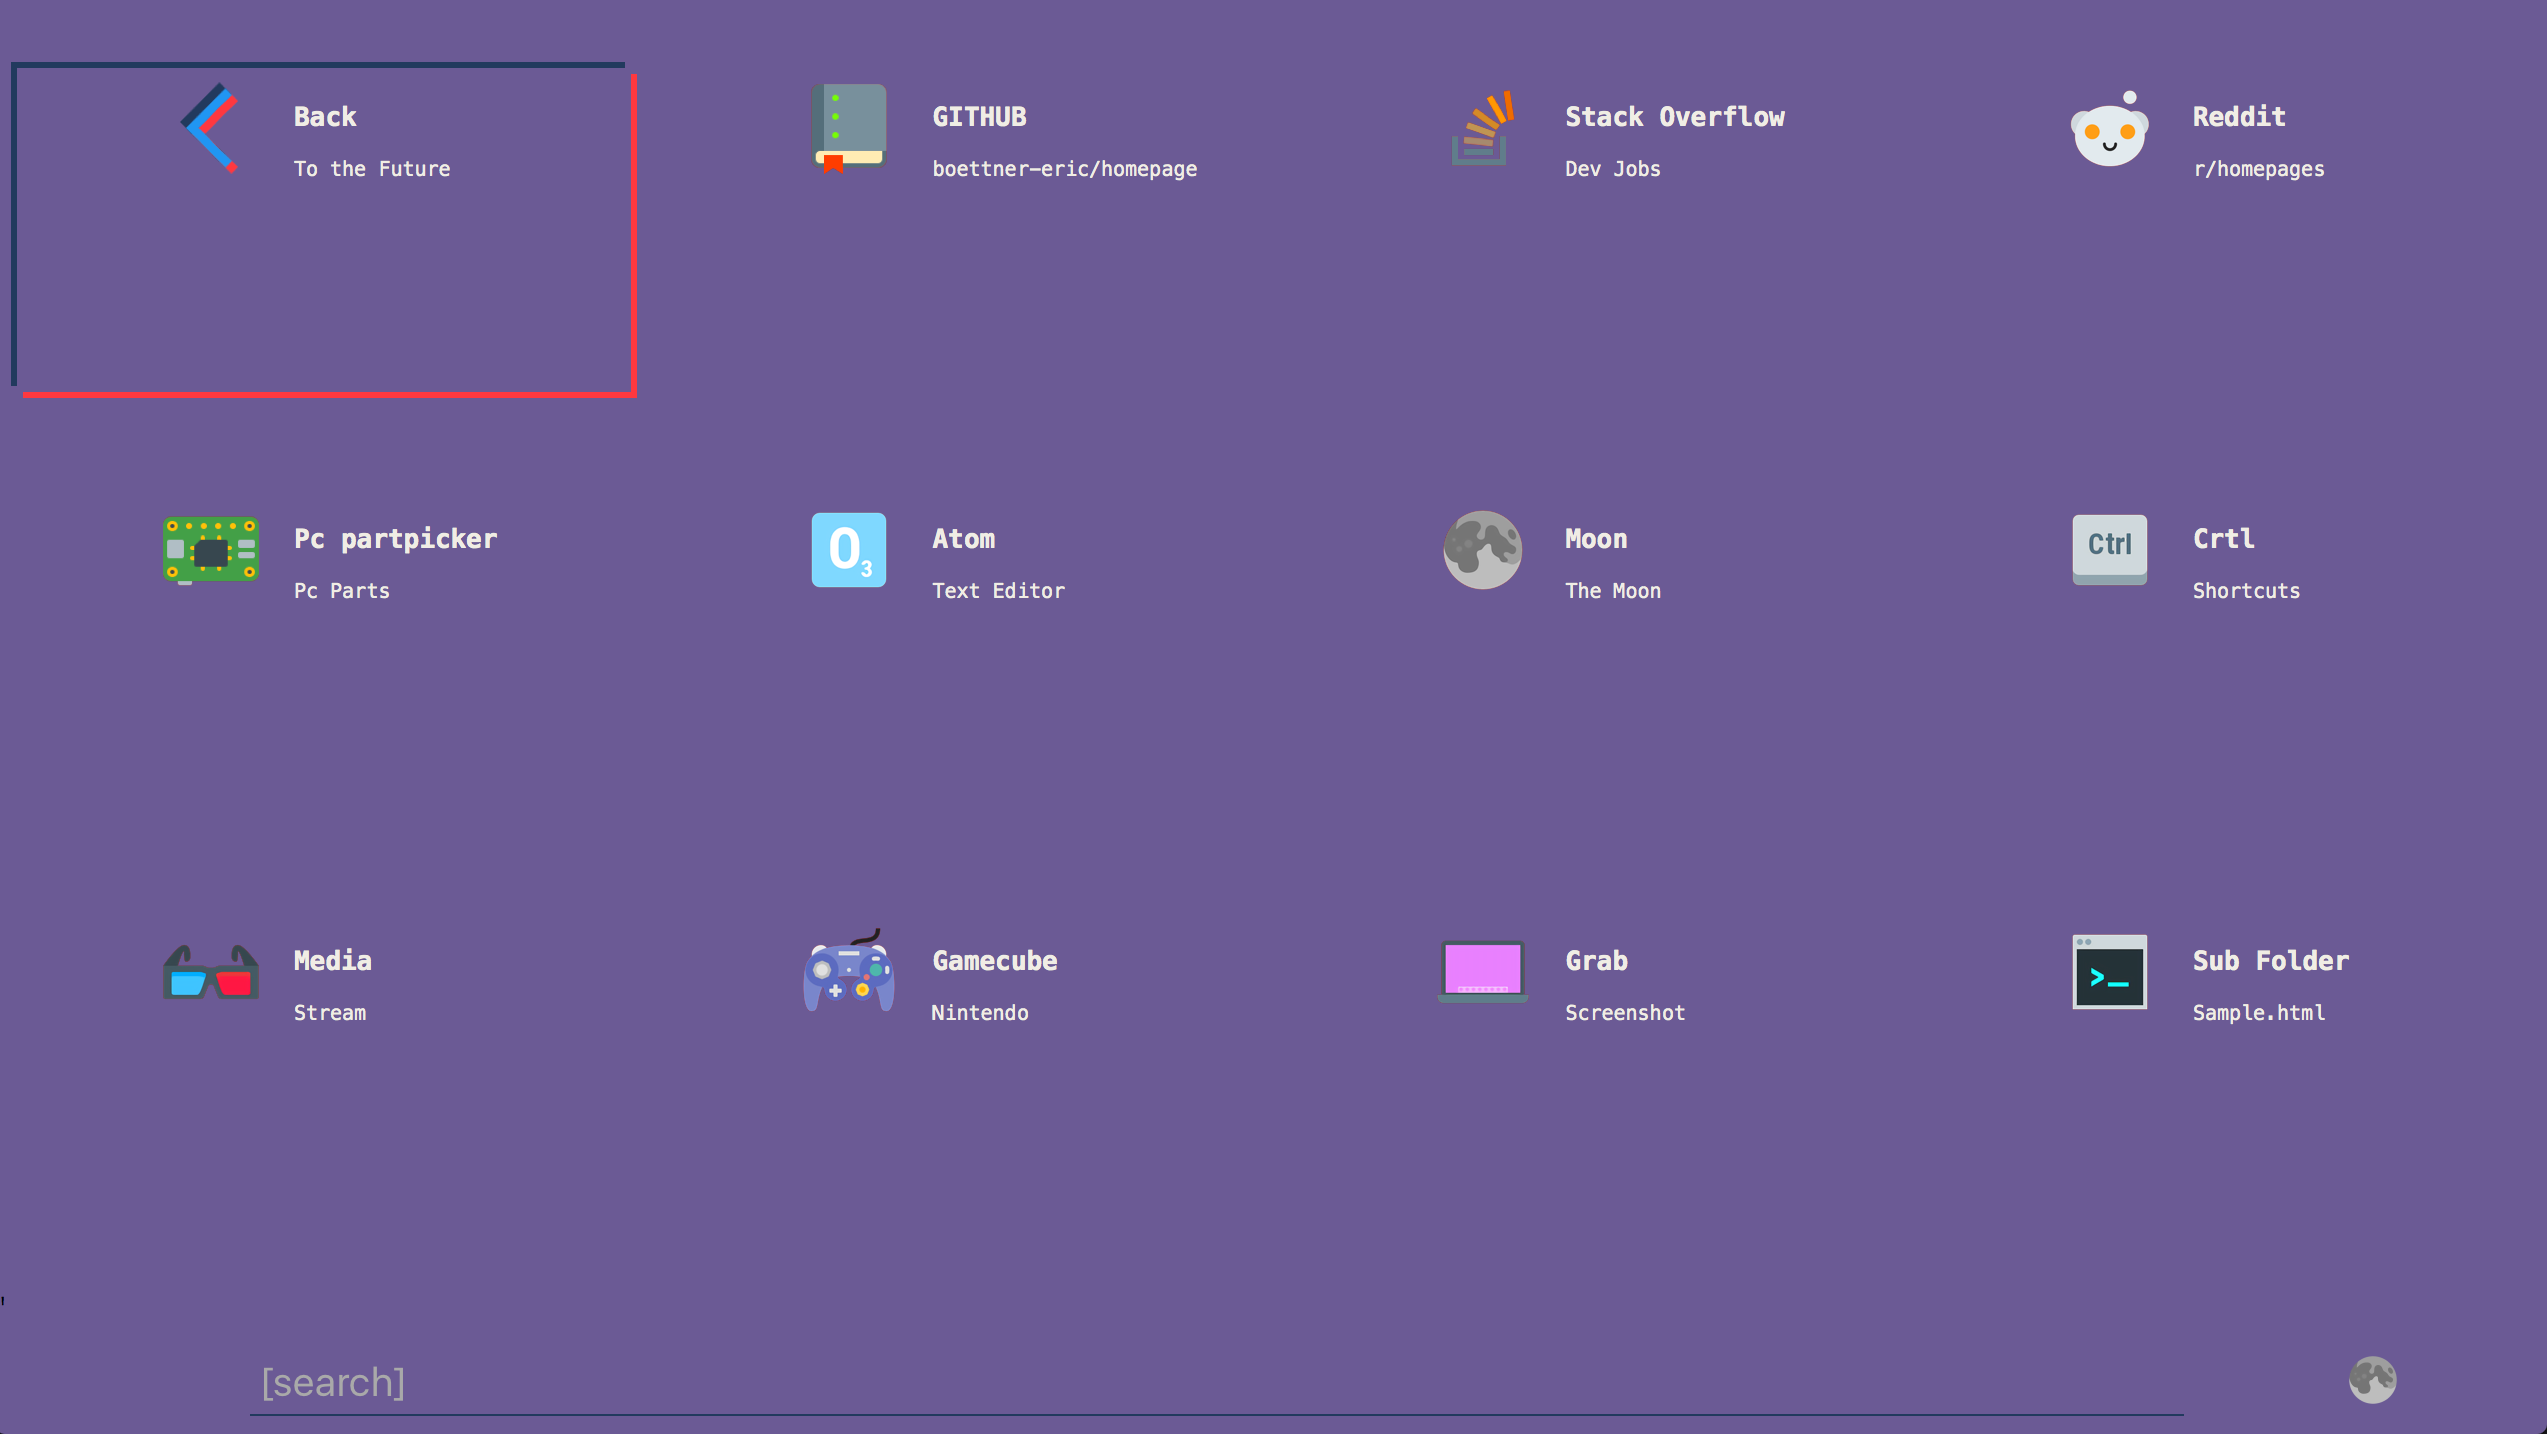 Back
To the Future
GITHUB
boettner-eric/homepage
Stack Overflow
Dev Jobs
Reddit
r/homepages
Pc partpicker
Pc Parts
O3
Atom
Text Editor
Moon
The Moon
Ctrl
Crtl
Shortcuts
Media
Stream
Gamecube
Nintendo
Grab
Screenshot
>_
Sub Folder
Sample.html
'
[search]